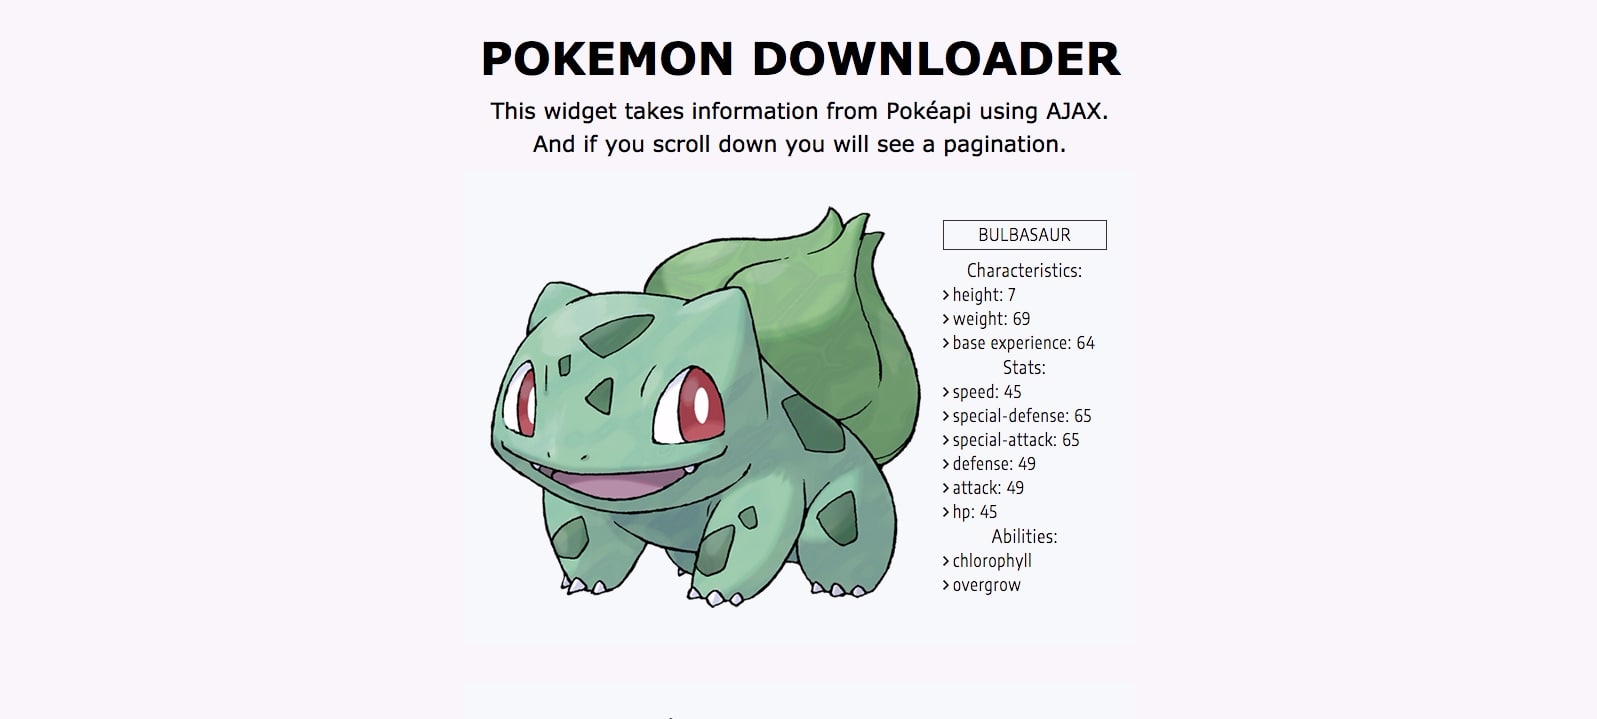 POKEMON DOWNLOADER
This widget takes information from Pokéapi using AJAX.
And if you scroll down you will see a pagination.
BULBASAUR
Characteristics:
> height: 7
> weight: 69
> base experience: 64
Stats:
> speed: 45
> special-defense: 65
> special-attack: 65
> defense: 49
> attack: 49
> hp: 45
Abilities:
> chlorophyll
> overgrow